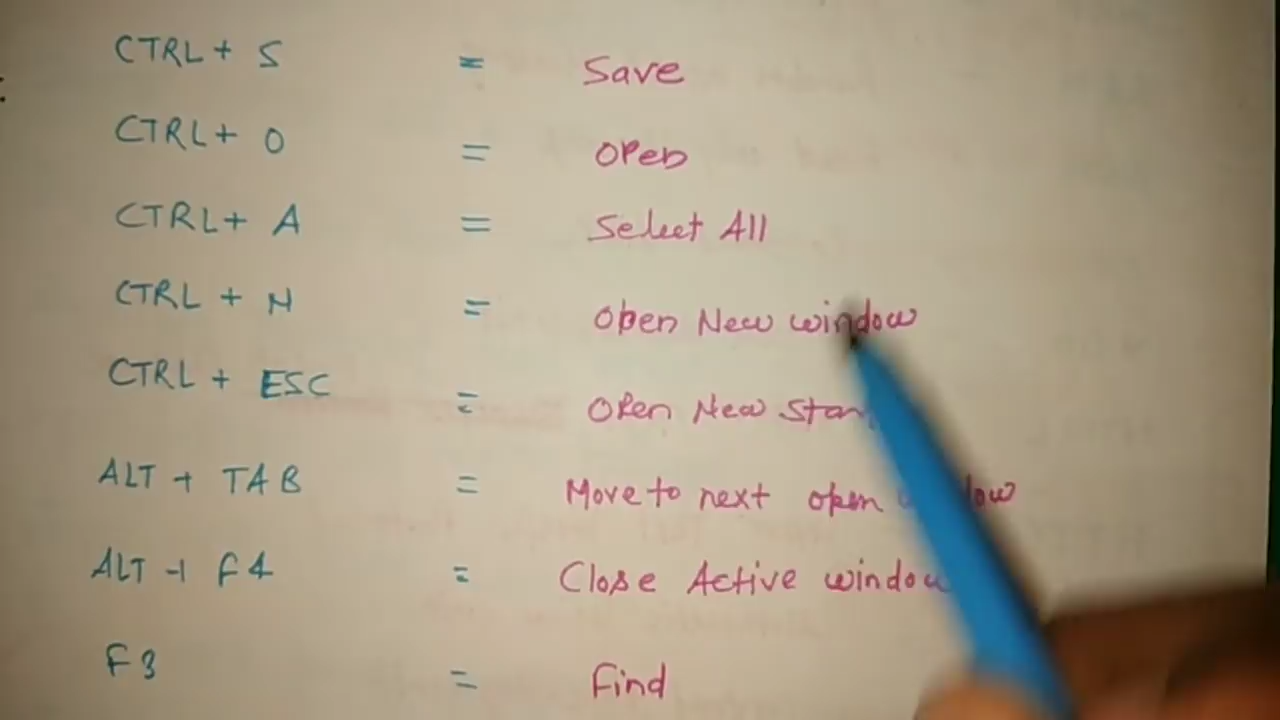 CTRL + S = Save
CTRL + O = Open
CTRL + A = Select All
CTRL + N = Open New window
CTRL + ESC = Open New
ALT + TAB = Move to next open
ALT + F4 = Close Active window
F3 = Find